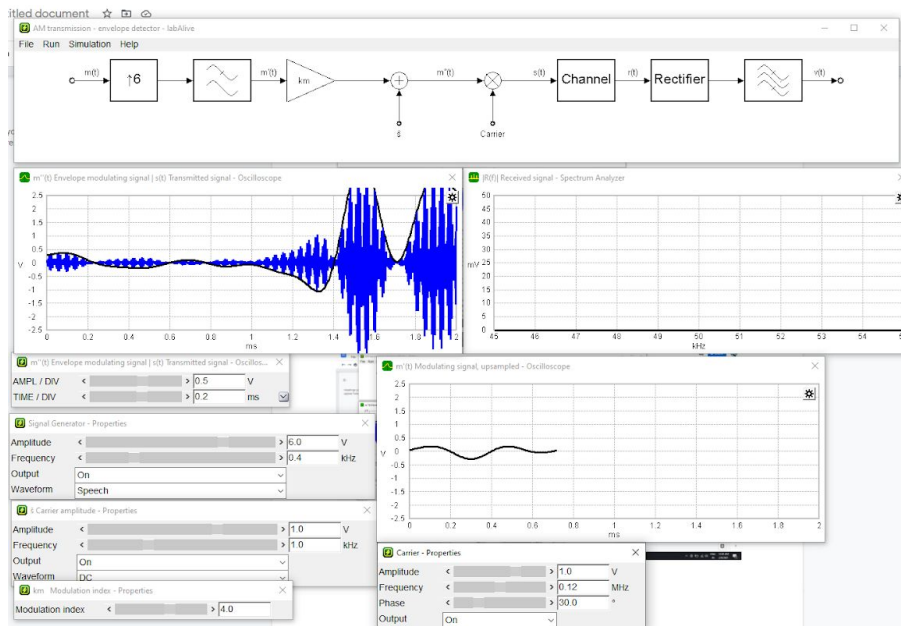 titled document
AM transmission - envelope detector - labAlive
File Run Simulation Help
m(t) ↑6 m'(t) km + m''(t) s(t) Channel r(t) Rectifier v(t)
Carrier
m''(t) Envelope modulating signal | s(t) Transmitted signal - Oscilloscope
2.5
2
1.5
1
0.5
V 0
-0.5
-1
-1.5
-2
-2.5
0 0.2 0.4 0.6 0.8 1 1.2 1.4 1.6 1.8 2
ms
|R(f)| Received signal - Spectrum Analyzer
50
45
40
35
30
mV 25
20
15
10
5
0
45 46 47 48 49 50 51 52 53 54
kHz
m''(t) Envelope modulating signal | s(t) Transmitted signal - Oscillos...
AMPL / DIV < > 0.5 V
TIME / DIV < > 0.2 ms
Signal Generator - Properties
Amplitude < > 6.0 V
Frequency < > 0.4 kHz
Output On
Waveform Speech
Carrier amplitude - Properties
Amplitude < > 1.0 V
Frequency < > 1.0 kHz
Output On
Waveform DC
km Modulation index - Properties
Modulation index < > 4.0
m'(t) Modulating signal, upsampled - Oscilloscope
2.5
2
1.5
1
0.5
V 0
-0.5
-1
-1.5
-2
-2.5
0 0.2 0.4 0.6 0.8 1 1.2 1.4 1.6 1.8 2
ms
Carrier - Properties
Amplitude < > 1.0 V
Frequency < > 0.12 MHz
Phase < > 30.0 °
Output On